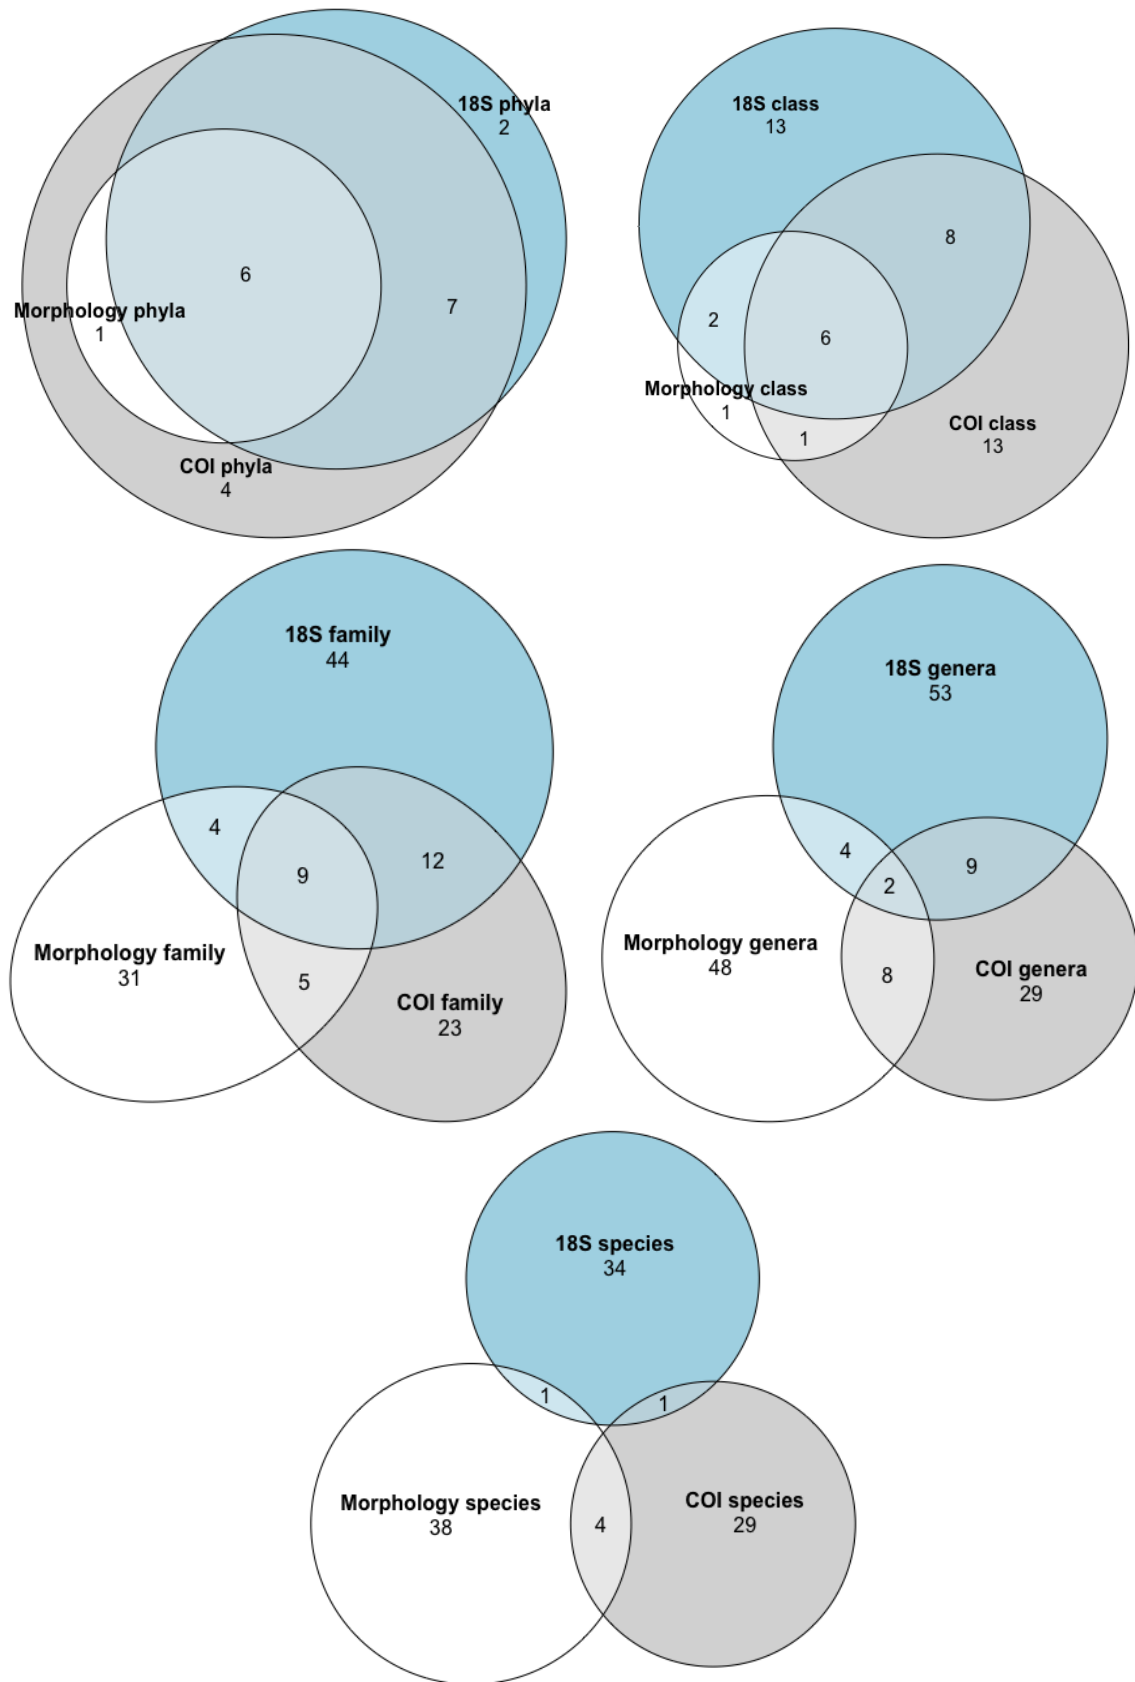 18S phyla
2
6
7
Morphology phyla
1
COI phyla
4
18S class
13
8
2
6
Morphology class
1
1
COI class
13
18S family
44
4
9
12
Morphology family
31
5
COI family
23
18S genera
53
4
2
9
Morphology genera
48
8
COI genera
29
18S species
34
1
1
Morphology species
38
4
COI species
29